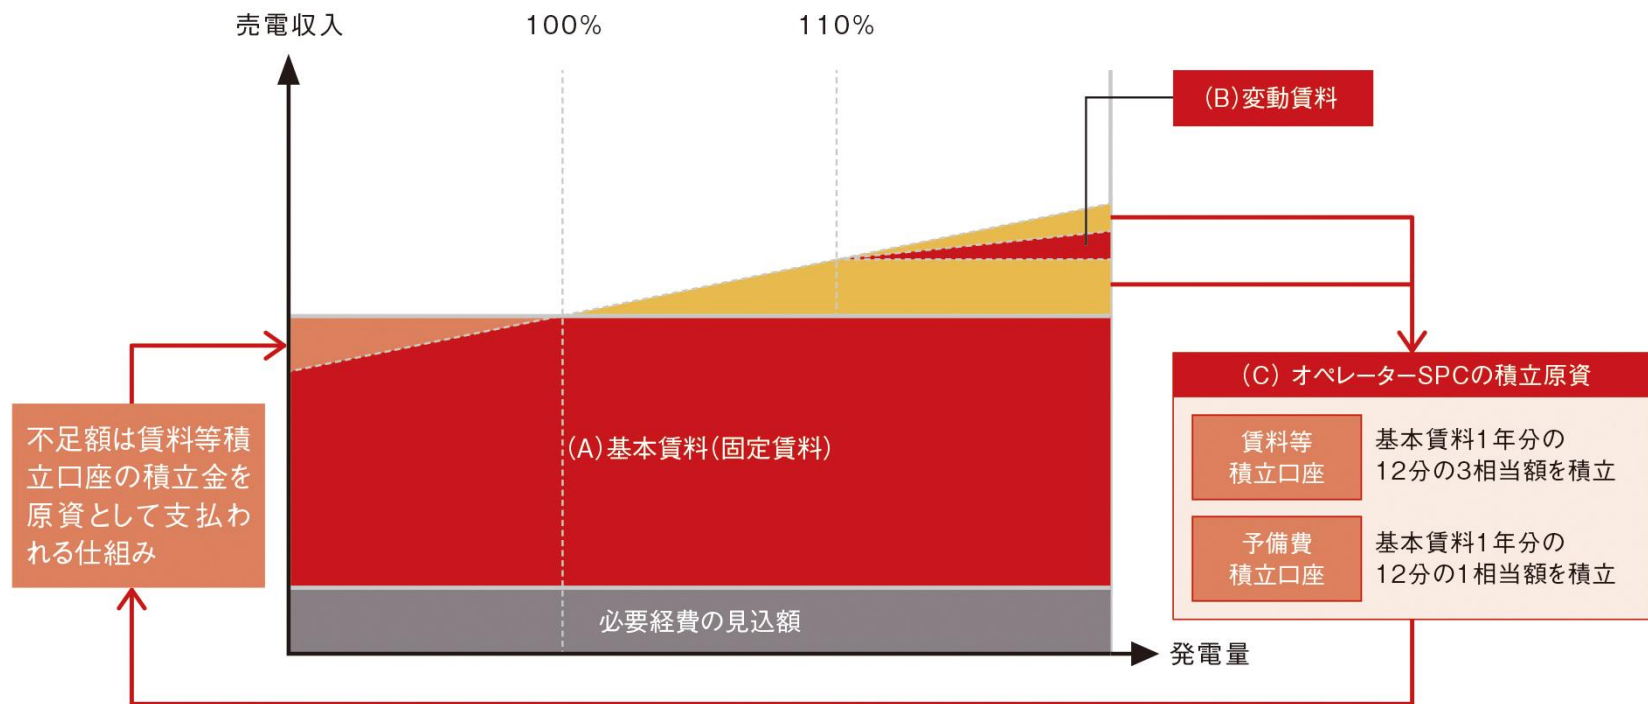 売電収入
100%
110%
(B)変動賃料
(C) オペレーターSPCの積立原資
賃料等
積立口座
基本賃料1年分の
12分の3相当額を積立
予備費
積立口座
基本賃料1年分の
12分の1相当額を積立
不足額は賃料等積
立口座の積立金を
原資として支払わ
れる仕組み
(A)基本賃料(固定賃料)
必要経費の見込額
発電量